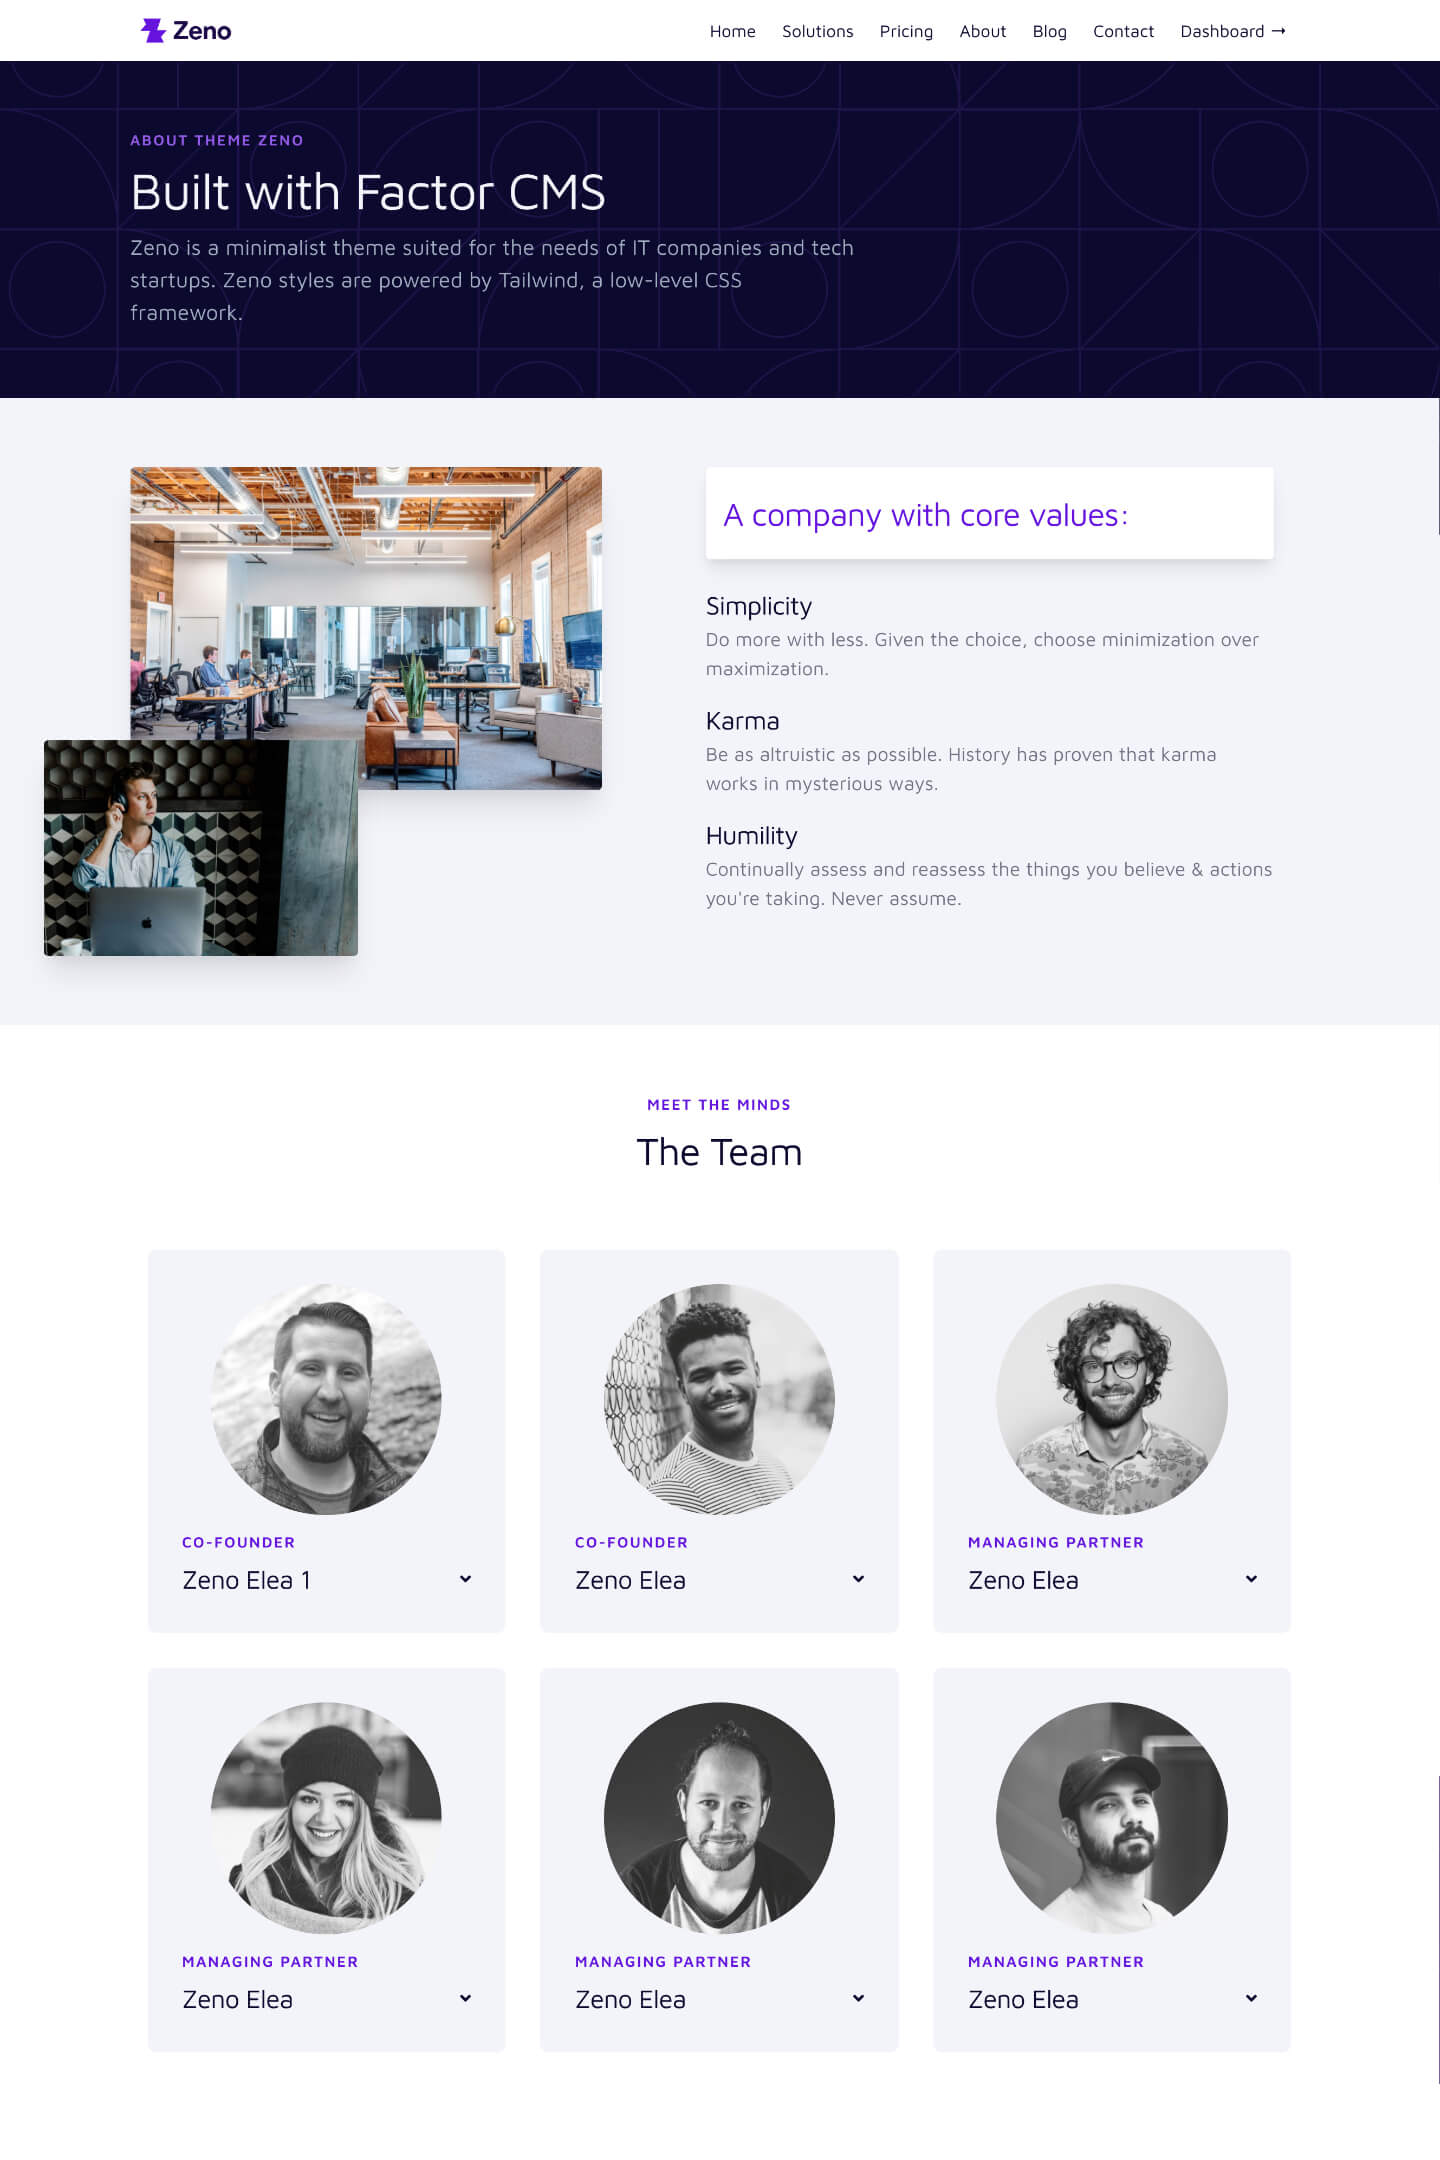 Zeno
Home Solutions Pricing About Blog Contact Dashboard →
ABOUT THEME ZENO
Built with Factor CMS
Zeno is a minimalist theme suited for the needs of IT companies and tech
startups. Zeno styles are powered by Tailwind, a low-level CSS
framework.
A company with core values:
Simplicity
Do more with less. Given the choice, choose minimization over
maximization.
Karma
Be as altruistic as possible. History has proven that karma
works in mysterious ways.
Humility
Continually assess and reassess the things you believe & actions
you're taking. Never assume.
MEET THE MINDS
The Team
CO-FOUNDER
Zeno Elea 1
CO-FOUNDER
Zeno Elea
MANAGING PARTNER
Zeno Elea
MANAGING PARTNER
Zeno Elea
MANAGING PARTNER
Zeno Elea
MANAGING PARTNER
Zeno Elea